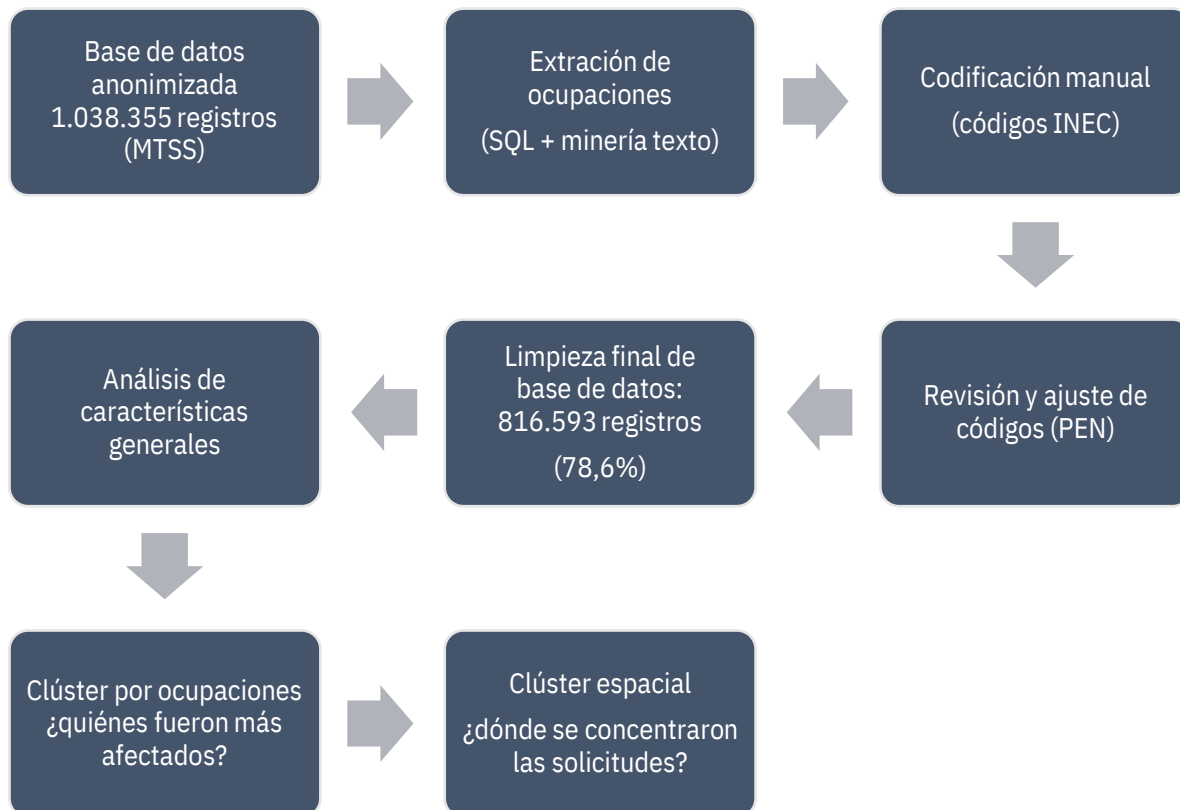 Base de datos
anonimizada
1.038.355 registros
(MTSS)
Extración de
ocupaciones
(SQL + minería texto)
Codificación manual
(códigos INEC)
Revisión y ajuste de
códigos (PEN)
Limpieza final de
base de datos:
816.593 registros
(78,6%)
Análisis de
características
generales
Clúster por ocupaciones
¿quiénes fueron más
afectados?
Clúster espacial
¿dónde se concentraron
las solicitudes?